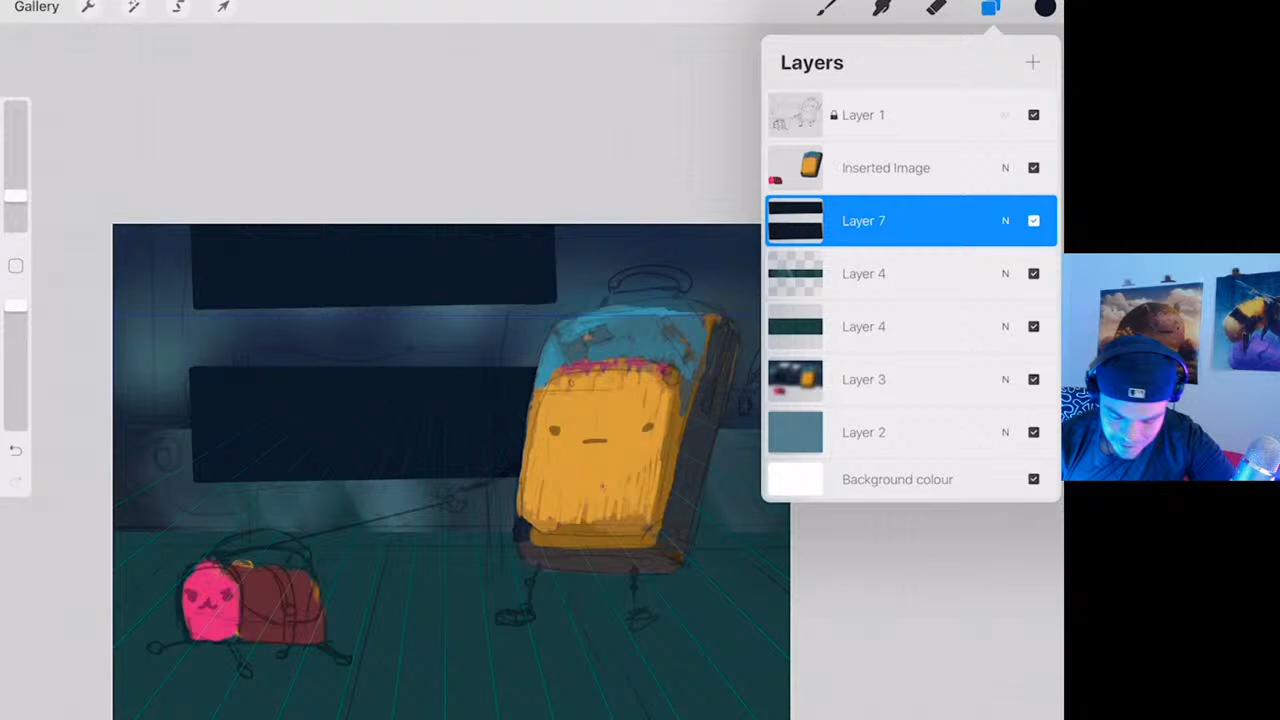 Gallery
Layers
Layer 1
Inserted Image N
Layer 7 N
Layer 4 N
Layer 4 N
Layer 3 N
Layer 2 N
Background colour